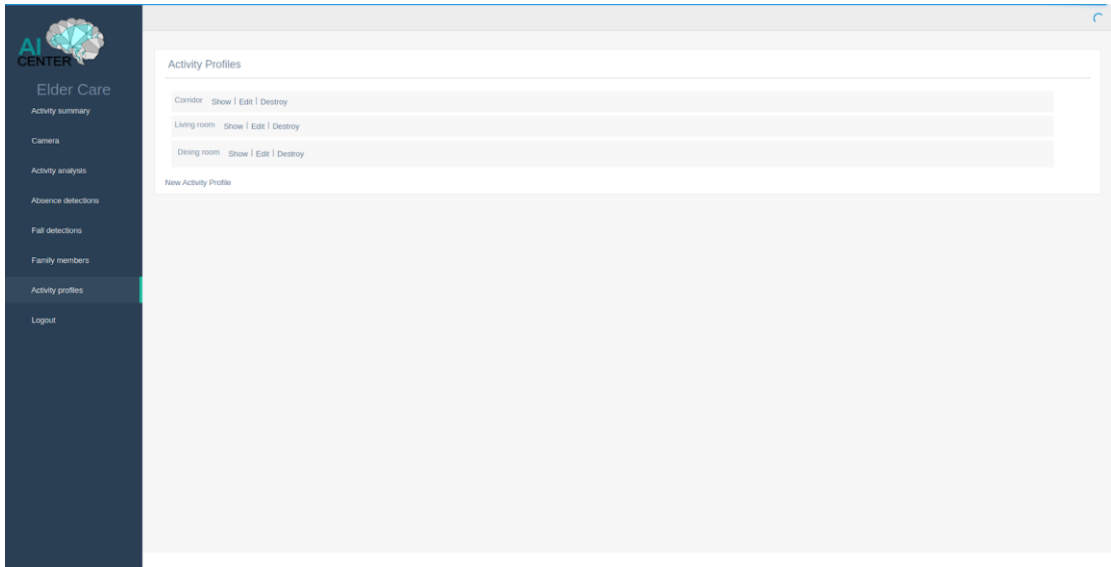 AI
CENTER
Elder Care
Activity summary
Camera
Activity analysis
Absence detections
Fall detections
Family members
Activity profiles
Logout
Activity Profiles
Corridor Show | Edit | Destroy
Living room Show | Edit | Destroy
Dining room Show | Edit | Destroy
New Activity Profile